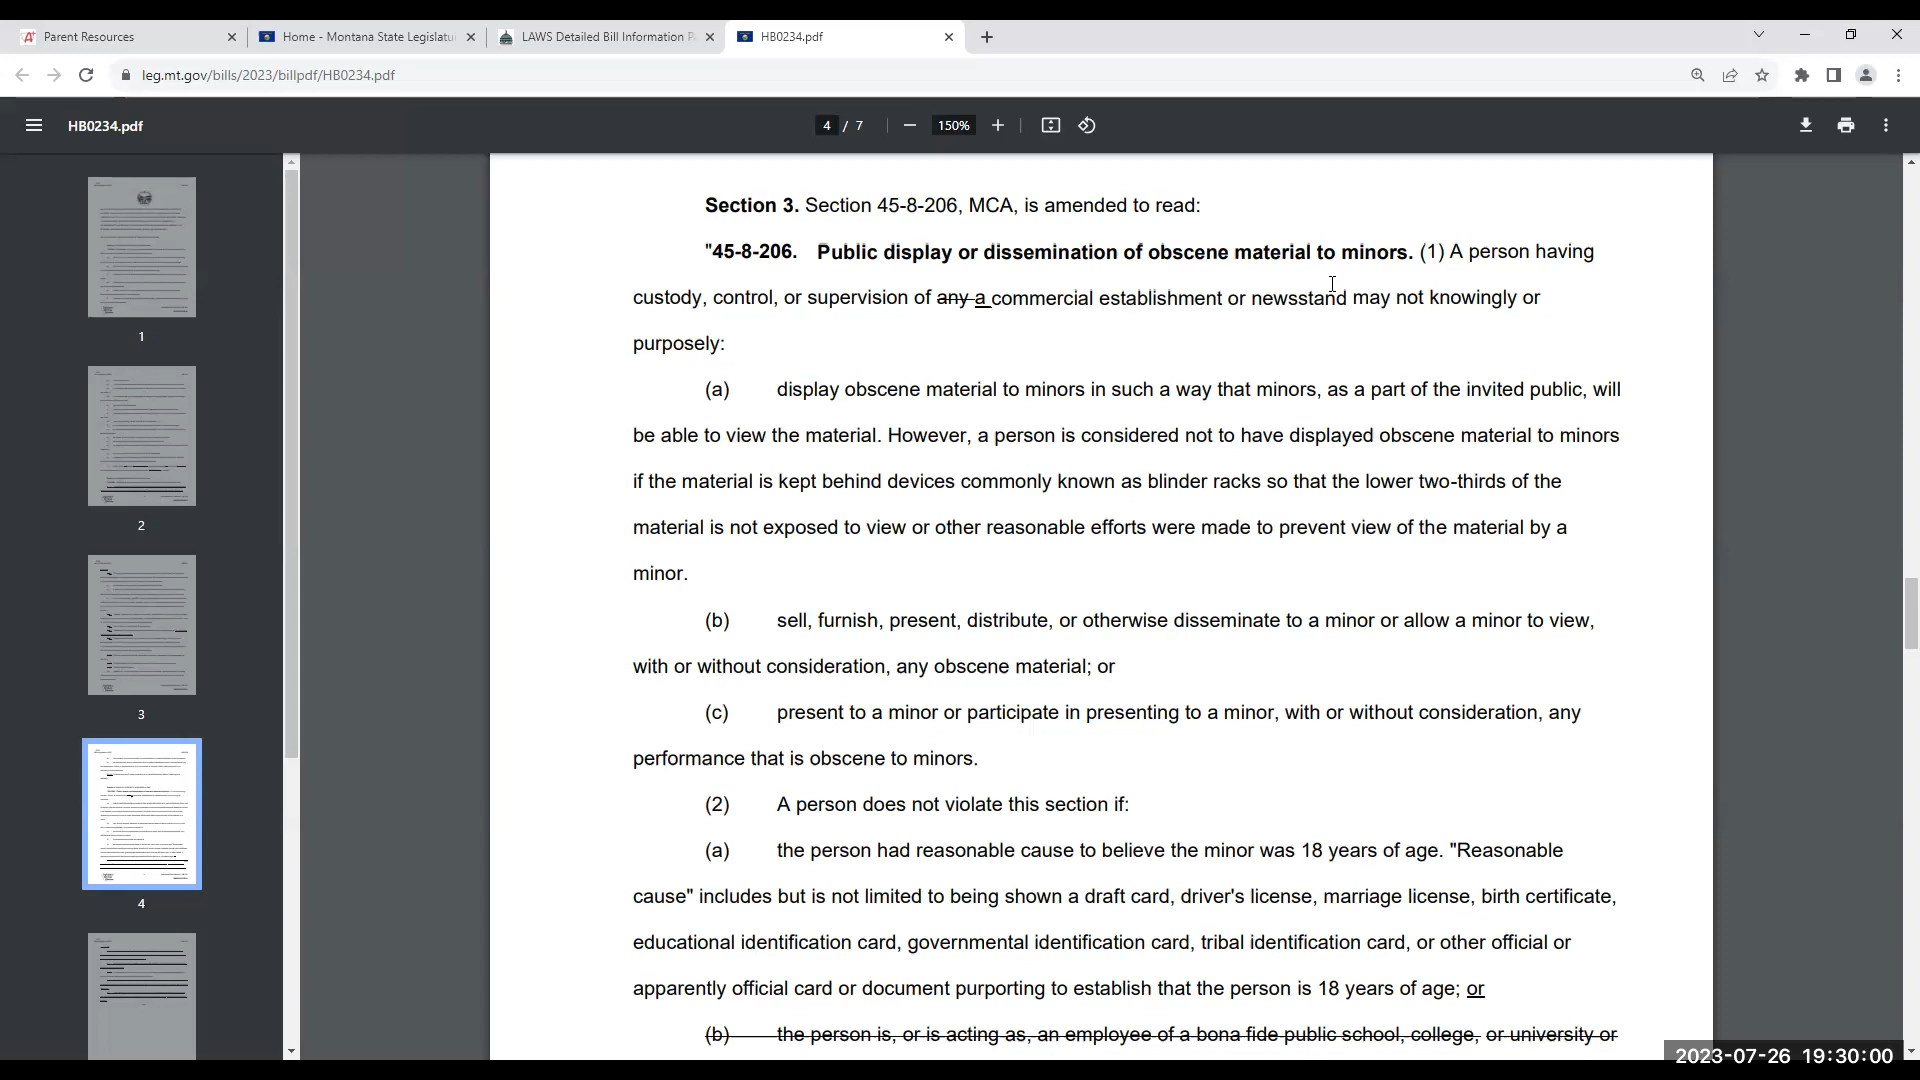 Parent Resources
Home - Montana State Legislatu
LAWS Detailed Bill Information P
HB0234.pdf
leg.mt.gov/bills/2023/billpdf/HB0234.pdf
HB0234.pdf
4 / 7
150%
1
2
3
4
Section 3. Section 45-8-206, MCA, is amended to read:
"45-8-206. Public display or dissemination of obscene material to minors. (1) A person having
custody, control, or supervision of any a commercial establishment or newsstand may not knowingly or
purposely:
(a) display obscene material to minors in such a way that minors, as a part of the invited public, will
be able to view the material. However, a person is considered not to have displayed obscene material to minors
if the material is kept behind devices commonly known as blinder racks so that the lower two-thirds of the
material is not exposed to view or other reasonable efforts were made to prevent view of the material by a
minor.
(b) sell, furnish, present, distribute, or otherwise disseminate to a minor or allow a minor to view,
with or without consideration, any obscene material; or
(c) present to a minor or participate in presenting to a minor, with or without consideration, any
performance that is obscene to minors.
(2) A person does not violate this section if:
(a) the person had reasonable cause to believe the minor was 18 years of age. "Reasonable
cause" includes but is not limited to being shown a draft card, driver's license, marriage license, birth certificate,
educational identification card, governmental identification card, tribal identification card, or other official or
apparently official card or document purporting to establish that the person is 18 years of age; or
(b) the person is, or is acting as, an employee of a bona fide public school, college, or university or
2023-07-26 19:30:00